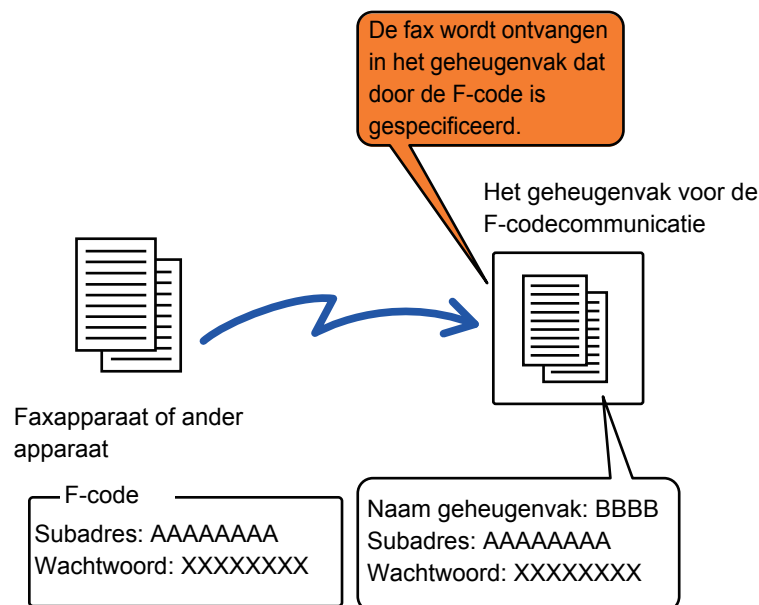 De fax wordt ontvangen
in het geheugenvak dat
door de F-code is
gespecificeerd.
Het geheugenvak voor de
F-codecommunicatie
Faxapparaat of ander
apparaat
F-code
Subadres: AAAAAAAA
Wachtwoord: XXXXXXXX
Naam geheugenvak: BBBB
Subadres: AAAAAAAA
Wachtwoord: XXXXXXXX